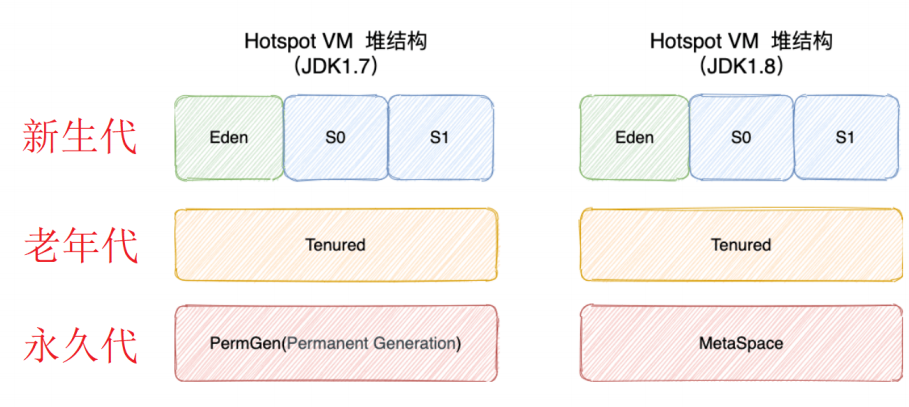 Hotspot VM 堆结构
（JDK1.7）
Hotspot VM 堆结构
（JDK1.8）
新生代
Eden
S0
S1
Eden
S0
S1
老年代
Tenured
Tenured
永久代
PermGen(Permanent Generation)
MetaSpace